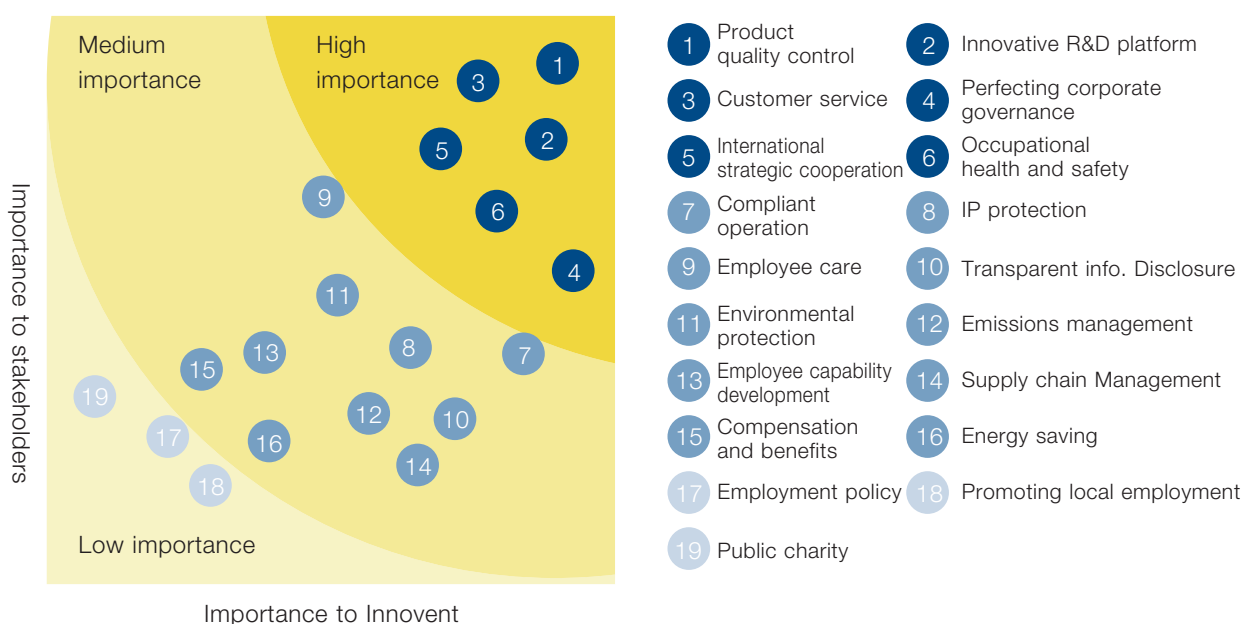 Medium
importance
High
importance
1
3
2
5
9
6
4
11
13
8
7
15
19
12
10
17
16
14
18
Low importance
Importance to stakeholders
Importance to Innovent
1 Product
quality control
2 Innovative R&D platform
3 Customer service
4 Perfecting corporate
governance
5 International
strategic cooperation
6 Occupational
health and safety
7 Compliant
operation
8 IP protection
9 Employee care
10 Transparent info. Disclosure
11 Environmental
protection
12 Emissions management
13 Employee capability
development
14 Supply chain Management
15 Compensation
and benefits
16 Energy saving
17 Employment policy
18 Promoting local employment
19 Public charity